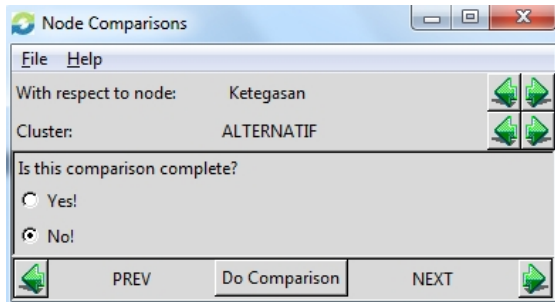 Node Comparisons
File Help
With respect to node: Ketegasan
Cluster: ALTERNATIF
Is this comparison complete?
Yes!
No!
PREV Do Comparison NEXT